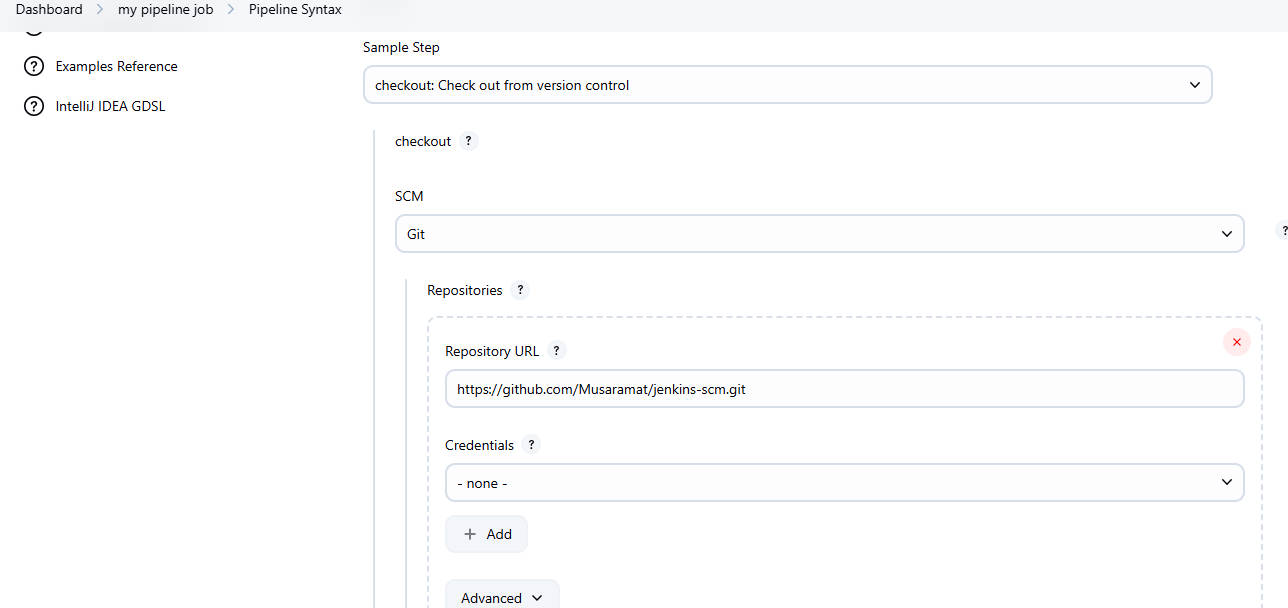 Dashboard > my pipeline job > Pipeline Syntax
? Examples Reference
? IntelliJ IDEA GDSL
Sample Step
checkout: Check out from version control
checkout ?
SCM
Git
?
Repositories ?
Repository URL ?
https://github.com/Musaramat/jenkins-scm.git
Credentials ?
- none -
+ Add
Advanced